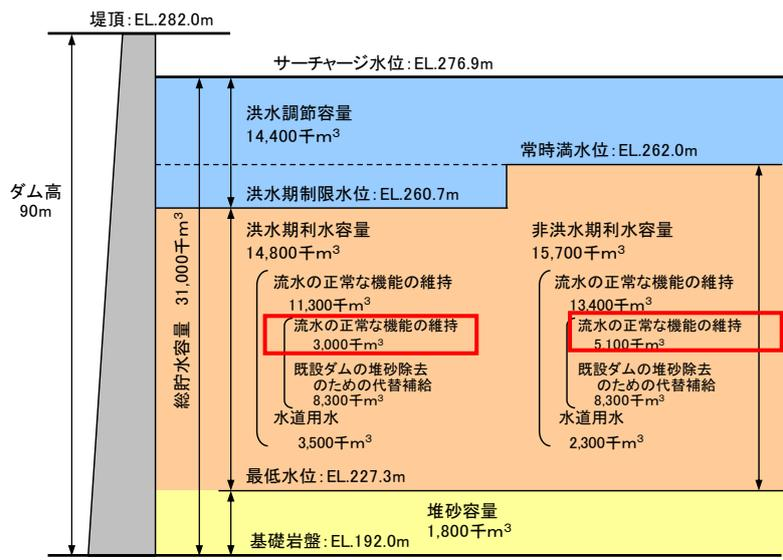 堤頂:EL.282.0m
サーチャージ水位:EL.276.9m
洪水調節容量
14,400千m³
常時満水位:EL.262.0m
ダム高
90m
洪水期制限水位:EL.260.7m
総貯水容量 31,000千m³
洪水期利水容量
14,800千m³
流水の正常な機能の維持
11,300千m³
流水の正常な機能の維持
3,000千m³
既設ダムの堆砂除去
のための代替補給
8,300千m³
水道用水
3,500千m³
非洪水期利水容量
15,700千m³
流水の正常な機能の維持
13,400千m³
流水の正常な機能の維持
5,100千m³
既設ダムの堆砂除去
のための代替補給
8,300千m³
水道用水
2,300千m³
最低水位:EL.227.3m
堆砂容量
1,800千m³
基礎岩盤:EL.192.0m